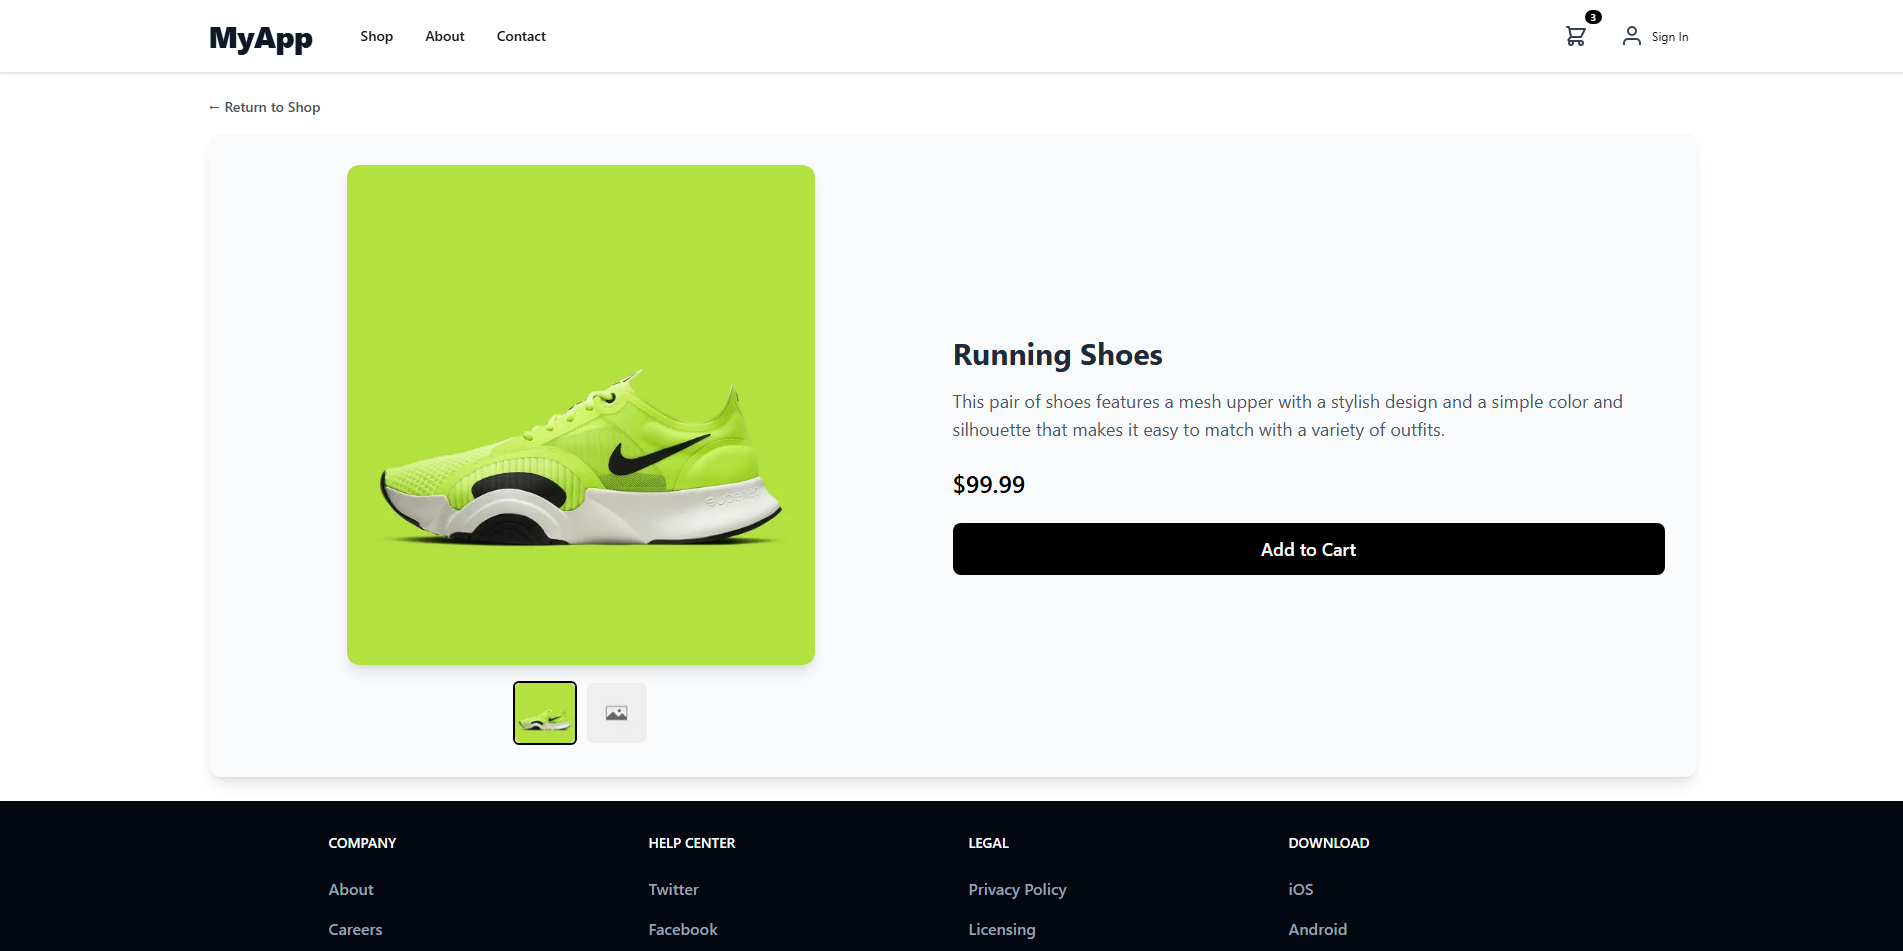 MyApp
Shop
About
Contact
3
Sign In
← Return to Shop
Running Shoes
This pair of shoes features a mesh upper with a stylish design and a simple color and
silhouette that makes it easy to match with a variety of outfits.
$99.99
Add to Cart
COMPANY
About
Careers
HELP CENTER
Twitter
Facebook
LEGAL
Privacy Policy
Licensing
DOWNLOAD
iOS
Android